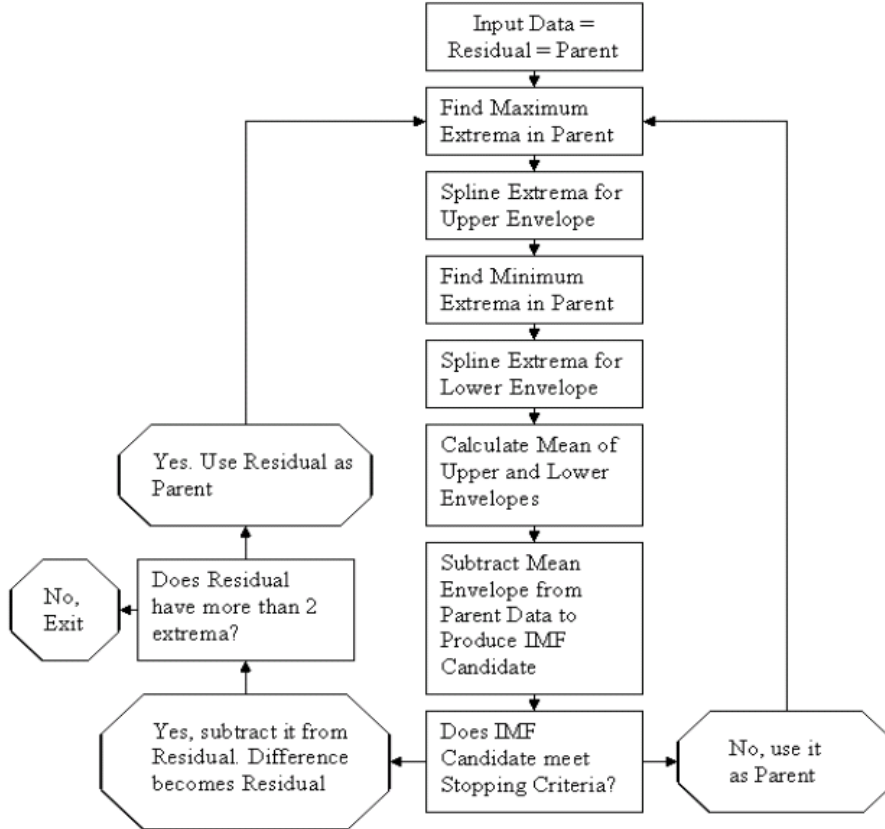 Input Data =
Residual = Parent
Find Maximum
Extrema in Parent
Spline Extrema for
Upper Envelope
Find Minimum
Extrema in Parent
Spline Extrema for
Lower Envelope
Calculate Mean of
Upper and Lower
Envelopes
Subtract Mean
Envelope from
Parent Data to
Produce IMF
Candidate
Does IMF
Candidate meet
Stopping Criteria?
No, use it
as Parent
Yes, subtract it from
Residual. Difference
becomes Residual
Does Residual
have more than 2
extrema?
No,
Exit
Yes. Use Residual as
Parent